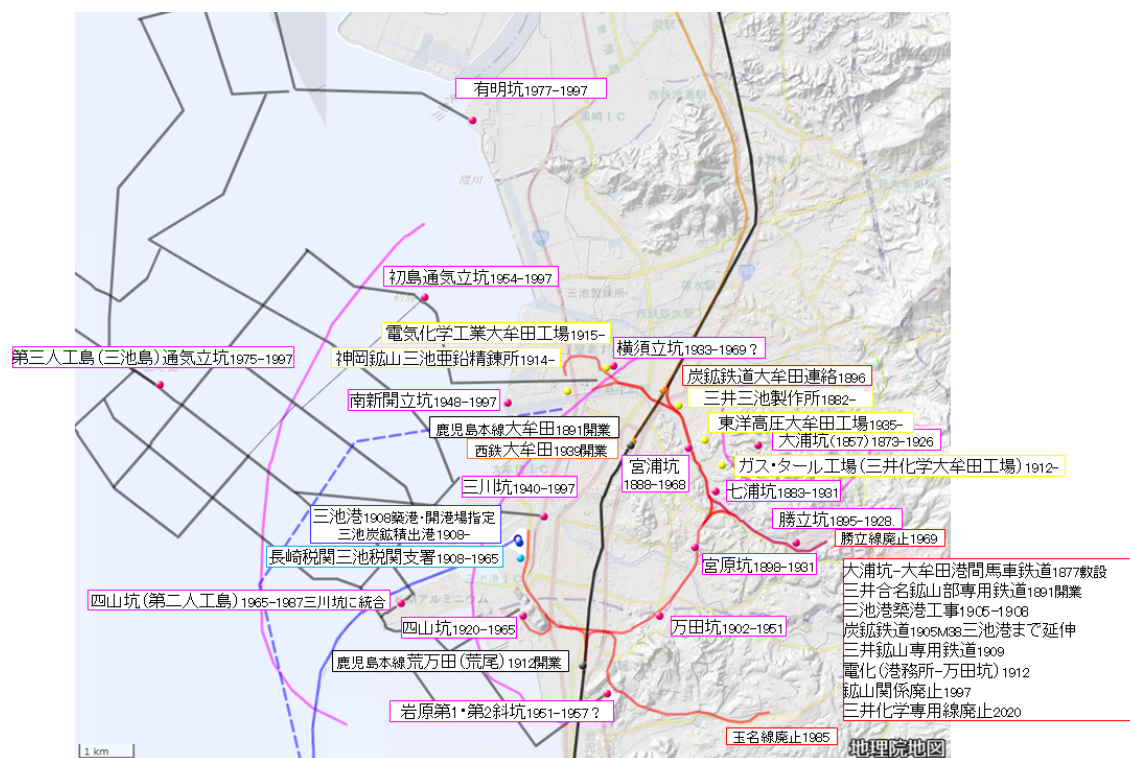 有明坑1977-1997
初島通気立坑1954-1997
電気化学工業大牟田工場1915-
神岡鉱山三池亜鉛精錬所1914-
横須立坑1933-1969？
第三人工島(三池島)通気立坑1975-1997
炭鉱鉄道大牟田連絡1896
三井三池製作所1882-
南新開立坑1948-1997
東洋高圧大牟田工場1935-
鹿児島本線大牟田1891開業
大浦坑(1857)1873-1926
西鉄大牟田1939開業
宮浦坑
1888-1968
ガス・タール工場(三井化学大牟田工場)1912-
三川坑1940-1997
七浦坑1883-1931
三池港1908築港・開港場指定
三池炭鉱積出港1908-
勝立坑1895-1928.
勝立線廃止1969
長崎税関三池税関支署1908-1965
宮原坑1898-1931
四山坑(第二人工島)1965-1987三川坑に統合
四山坑1920-1965
万田坑1902-1951
鹿児島本線荒万田(荒尾)1912開業
岩原第1・第2斜坑1951-1957？
玉名線廃止1985
大浦坑-大牟田港間馬車鉄道1877敷設
三井合名鉱山部専用鉄道1891開業
三池港築港工事1905-1908
炭鉱鉄道1905M38三池港まで延伸
三井鉱山専用鉄道1909
電化(港務所-万田坑)1912
鉱山関係廃止1997
三井化学専用線廃止2020
三池製錬所
1 km
地理院地図